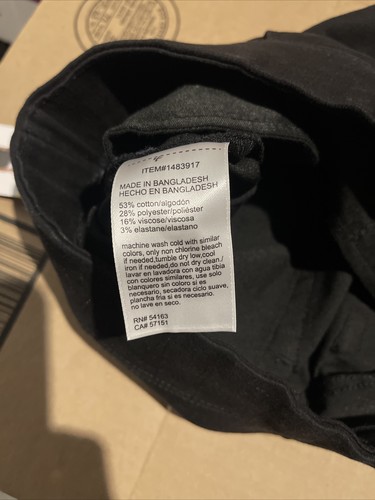 ITEM#1483917
MADE IN BANGLADESH
HECHO EN BANGLADESH
53% cotton/algodón
28% polyester/poliéster
16% viscose/viscosa
3% elastane/elastano
machine wash cold with similar
colors, only non chlorine bleach
if needed,tumble dry low,cool
iron if needed,do not dry clean./
lavar en lavadora con agua tibia
con colores similares, use solo
blanquero sin coloro si es
necesario, secadora ciclo suave,
plancha fria si es necesario.
no lave en seco.
RN# 54163
CA# 57151